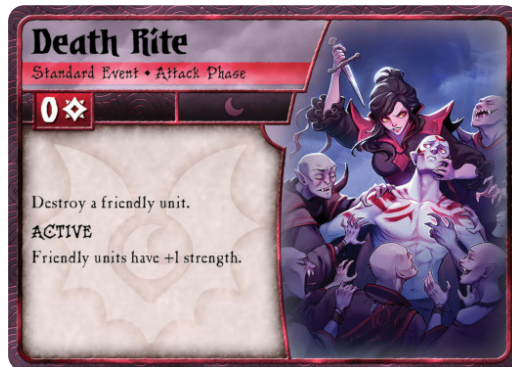 Death Rite
Standard Event • Attack Phase
0
Destroy a friendly unit.
ACTIVE
Friendly units have +1 strength.